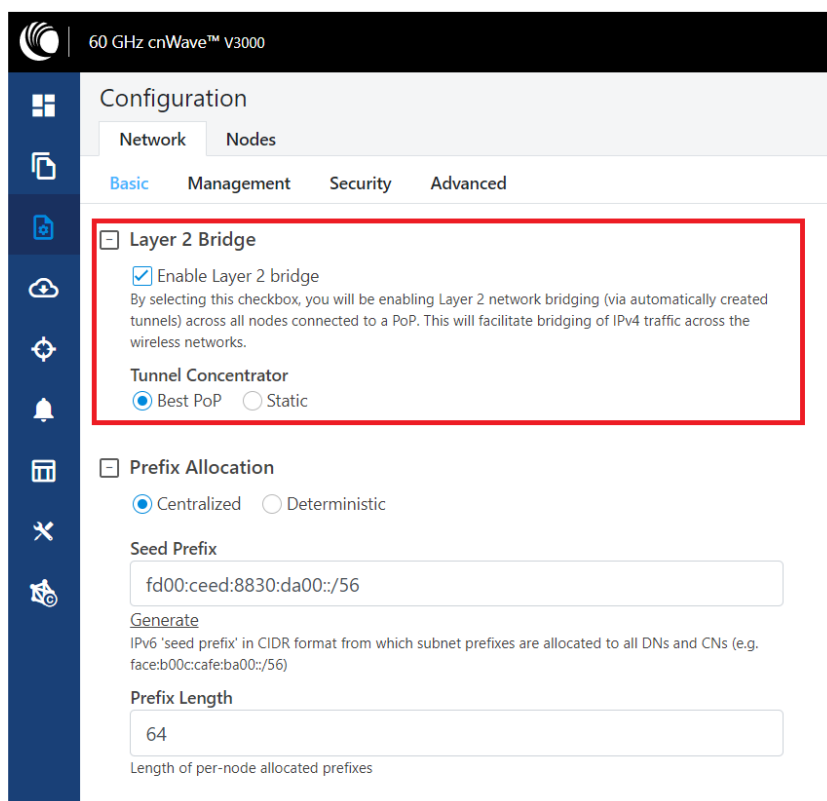 60 GHz cnWave™ V3000
Configuration
Network Nodes
Basic Management Security Advanced
Layer 2 Bridge
Enable Layer 2 bridge
By selecting this checkbox, you will be enabling Layer 2 network bridging (via automatically created
tunnels) across all nodes connected to a PoP. This will facilitate bridging of IPv4 traffic across the
wireless networks.
Tunnel Concentrator
Best PoP Static
Prefix Allocation
Centralized Deterministic
Seed Prefix
fd00:ceed:8830:da00::/56
Generate
IPv6 'seed prefix' in CIDR format from which subnet prefixes are allocated to all DNs and CNs (e.g.
face:b00c:cafe:ba00::/56)
Prefix Length
64
Length of per-node allocated prefixes